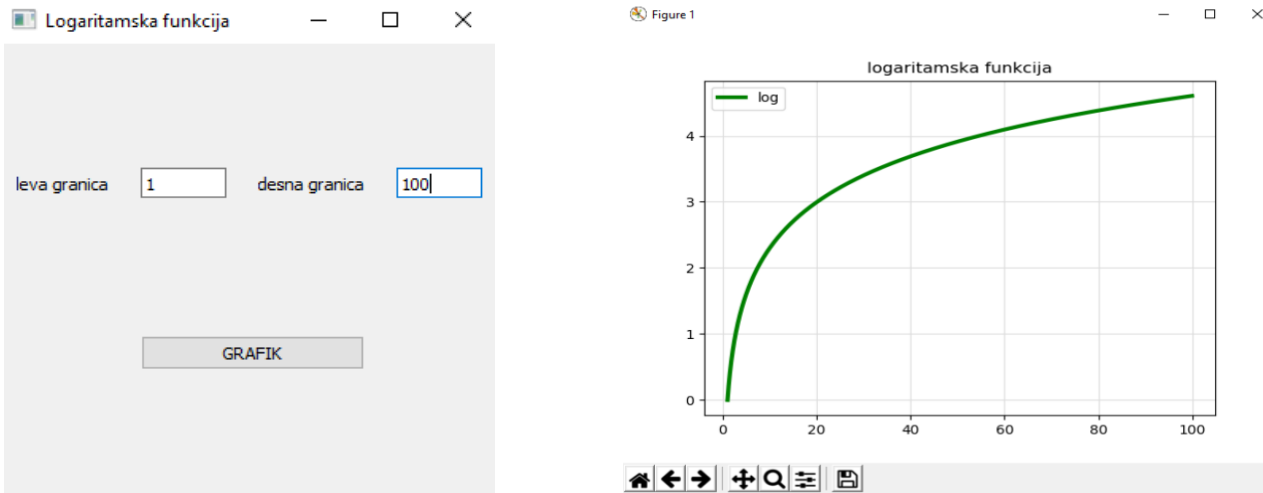 Logaritamska funkcija
leva granica 1 desna granica 100
GRAFIK
Figure 1
logaritamska funkcija
log
4
3
2
1
0
0 20 40 60 80 100